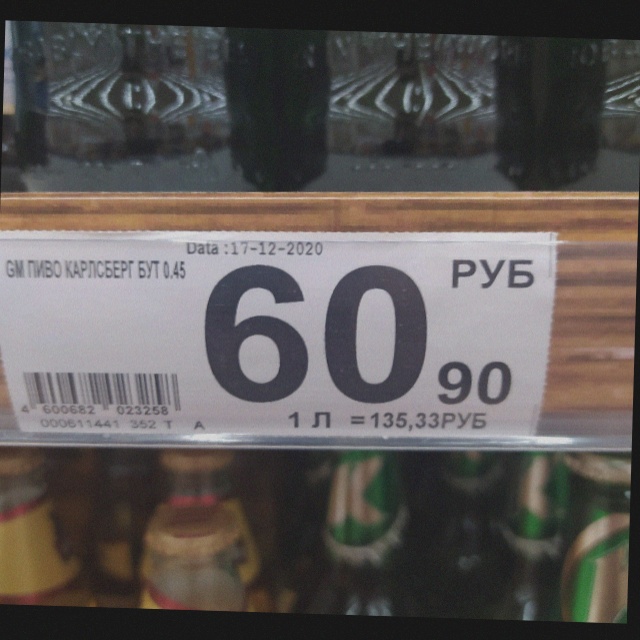 Data :17-12-2020
GM ПИВО КАРЛСБЕРГ БУТ 0.45
60 90 РУБ
4 600682 023258
000611441 352 T A
1 Л =135,33РУБ